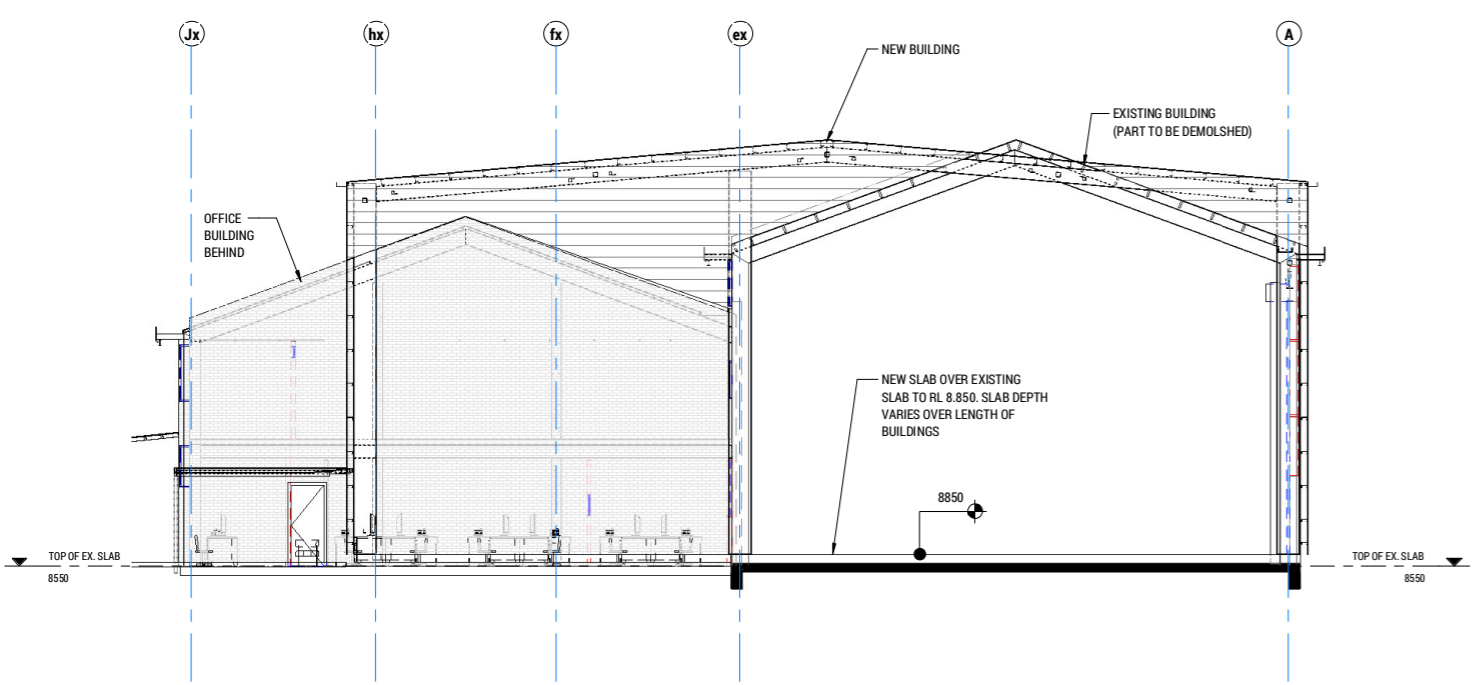 Jx
hx
fx
ex
A
NEW BUILDING
EXISTING BUILDING
(PART TO BE DEMOLSHED)
OFFICE
BUILDING
BEHIND
NEW SLAB OVER EXISTING
SLAB TO RL 8.850. SLAB DEPTH
VARIES OVER LENGTH OF
BUILDINGS
8850
TOP OF EX. SLAB
8550
TOP OF EX. SLAB
8550